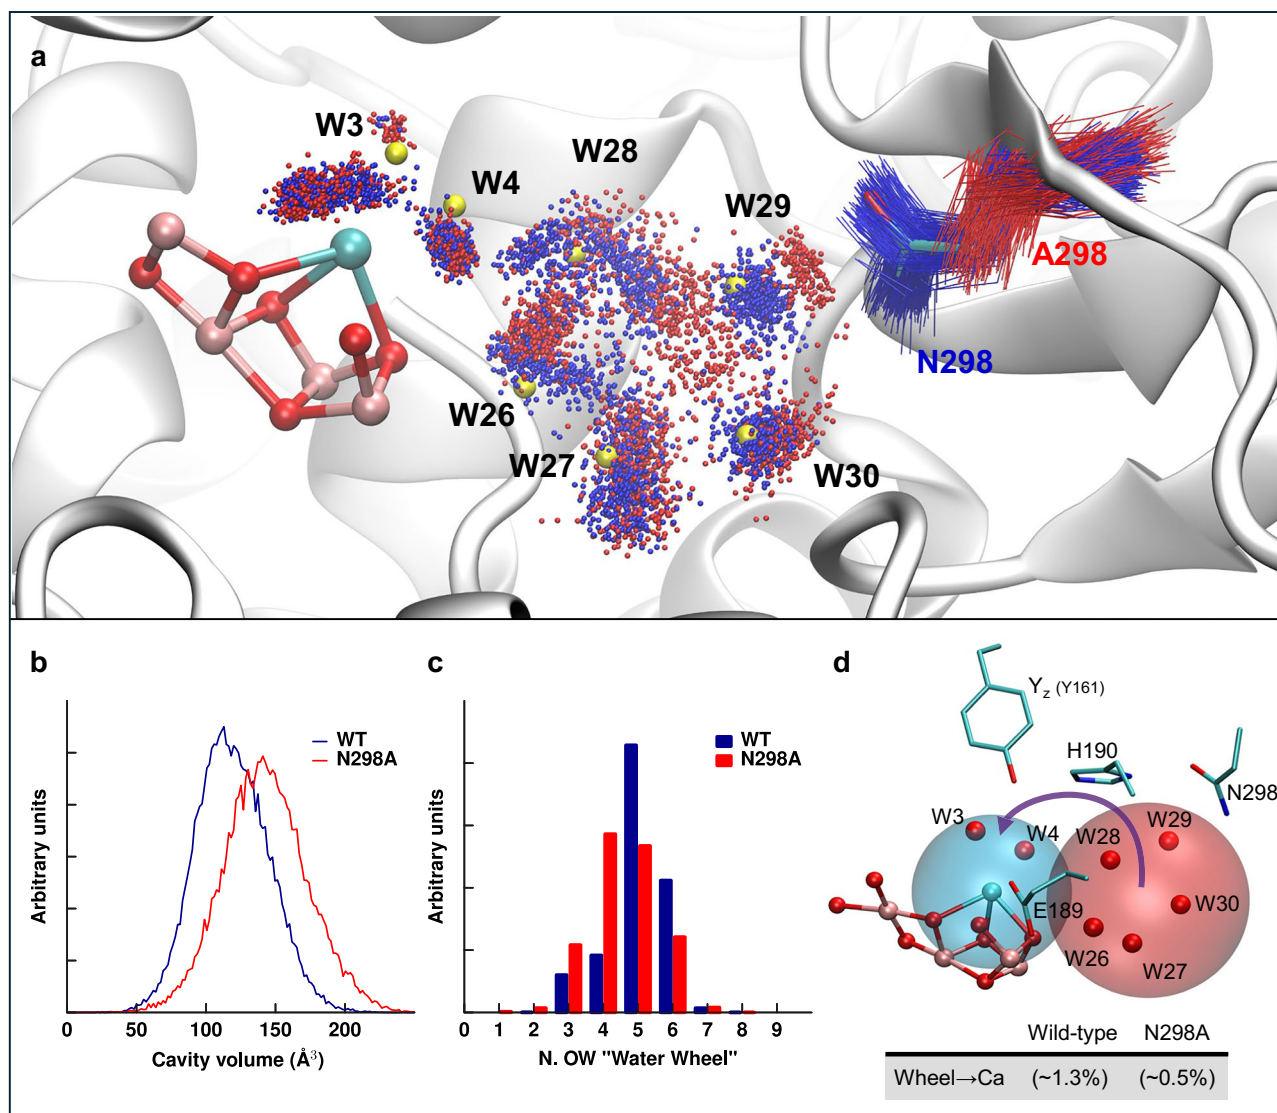 a
W3
W28
W4
W29
A298
N298
W26
W27
W30
b
WT
N298A
Arbitrary units
0 50 100 150 200
Cavity volume (Å³)
c
WT
N298A
Arbitrary units
0 1 2 3 4 5 6 7 8 9
N. OW "Water Wheel"
d
Yz (Y161)
H190
N298
W3
W4
W28
W29
E189
W30
W26
W27
Wild-type N298A
Wheel→Ca (~1.3%) (~0.5%)